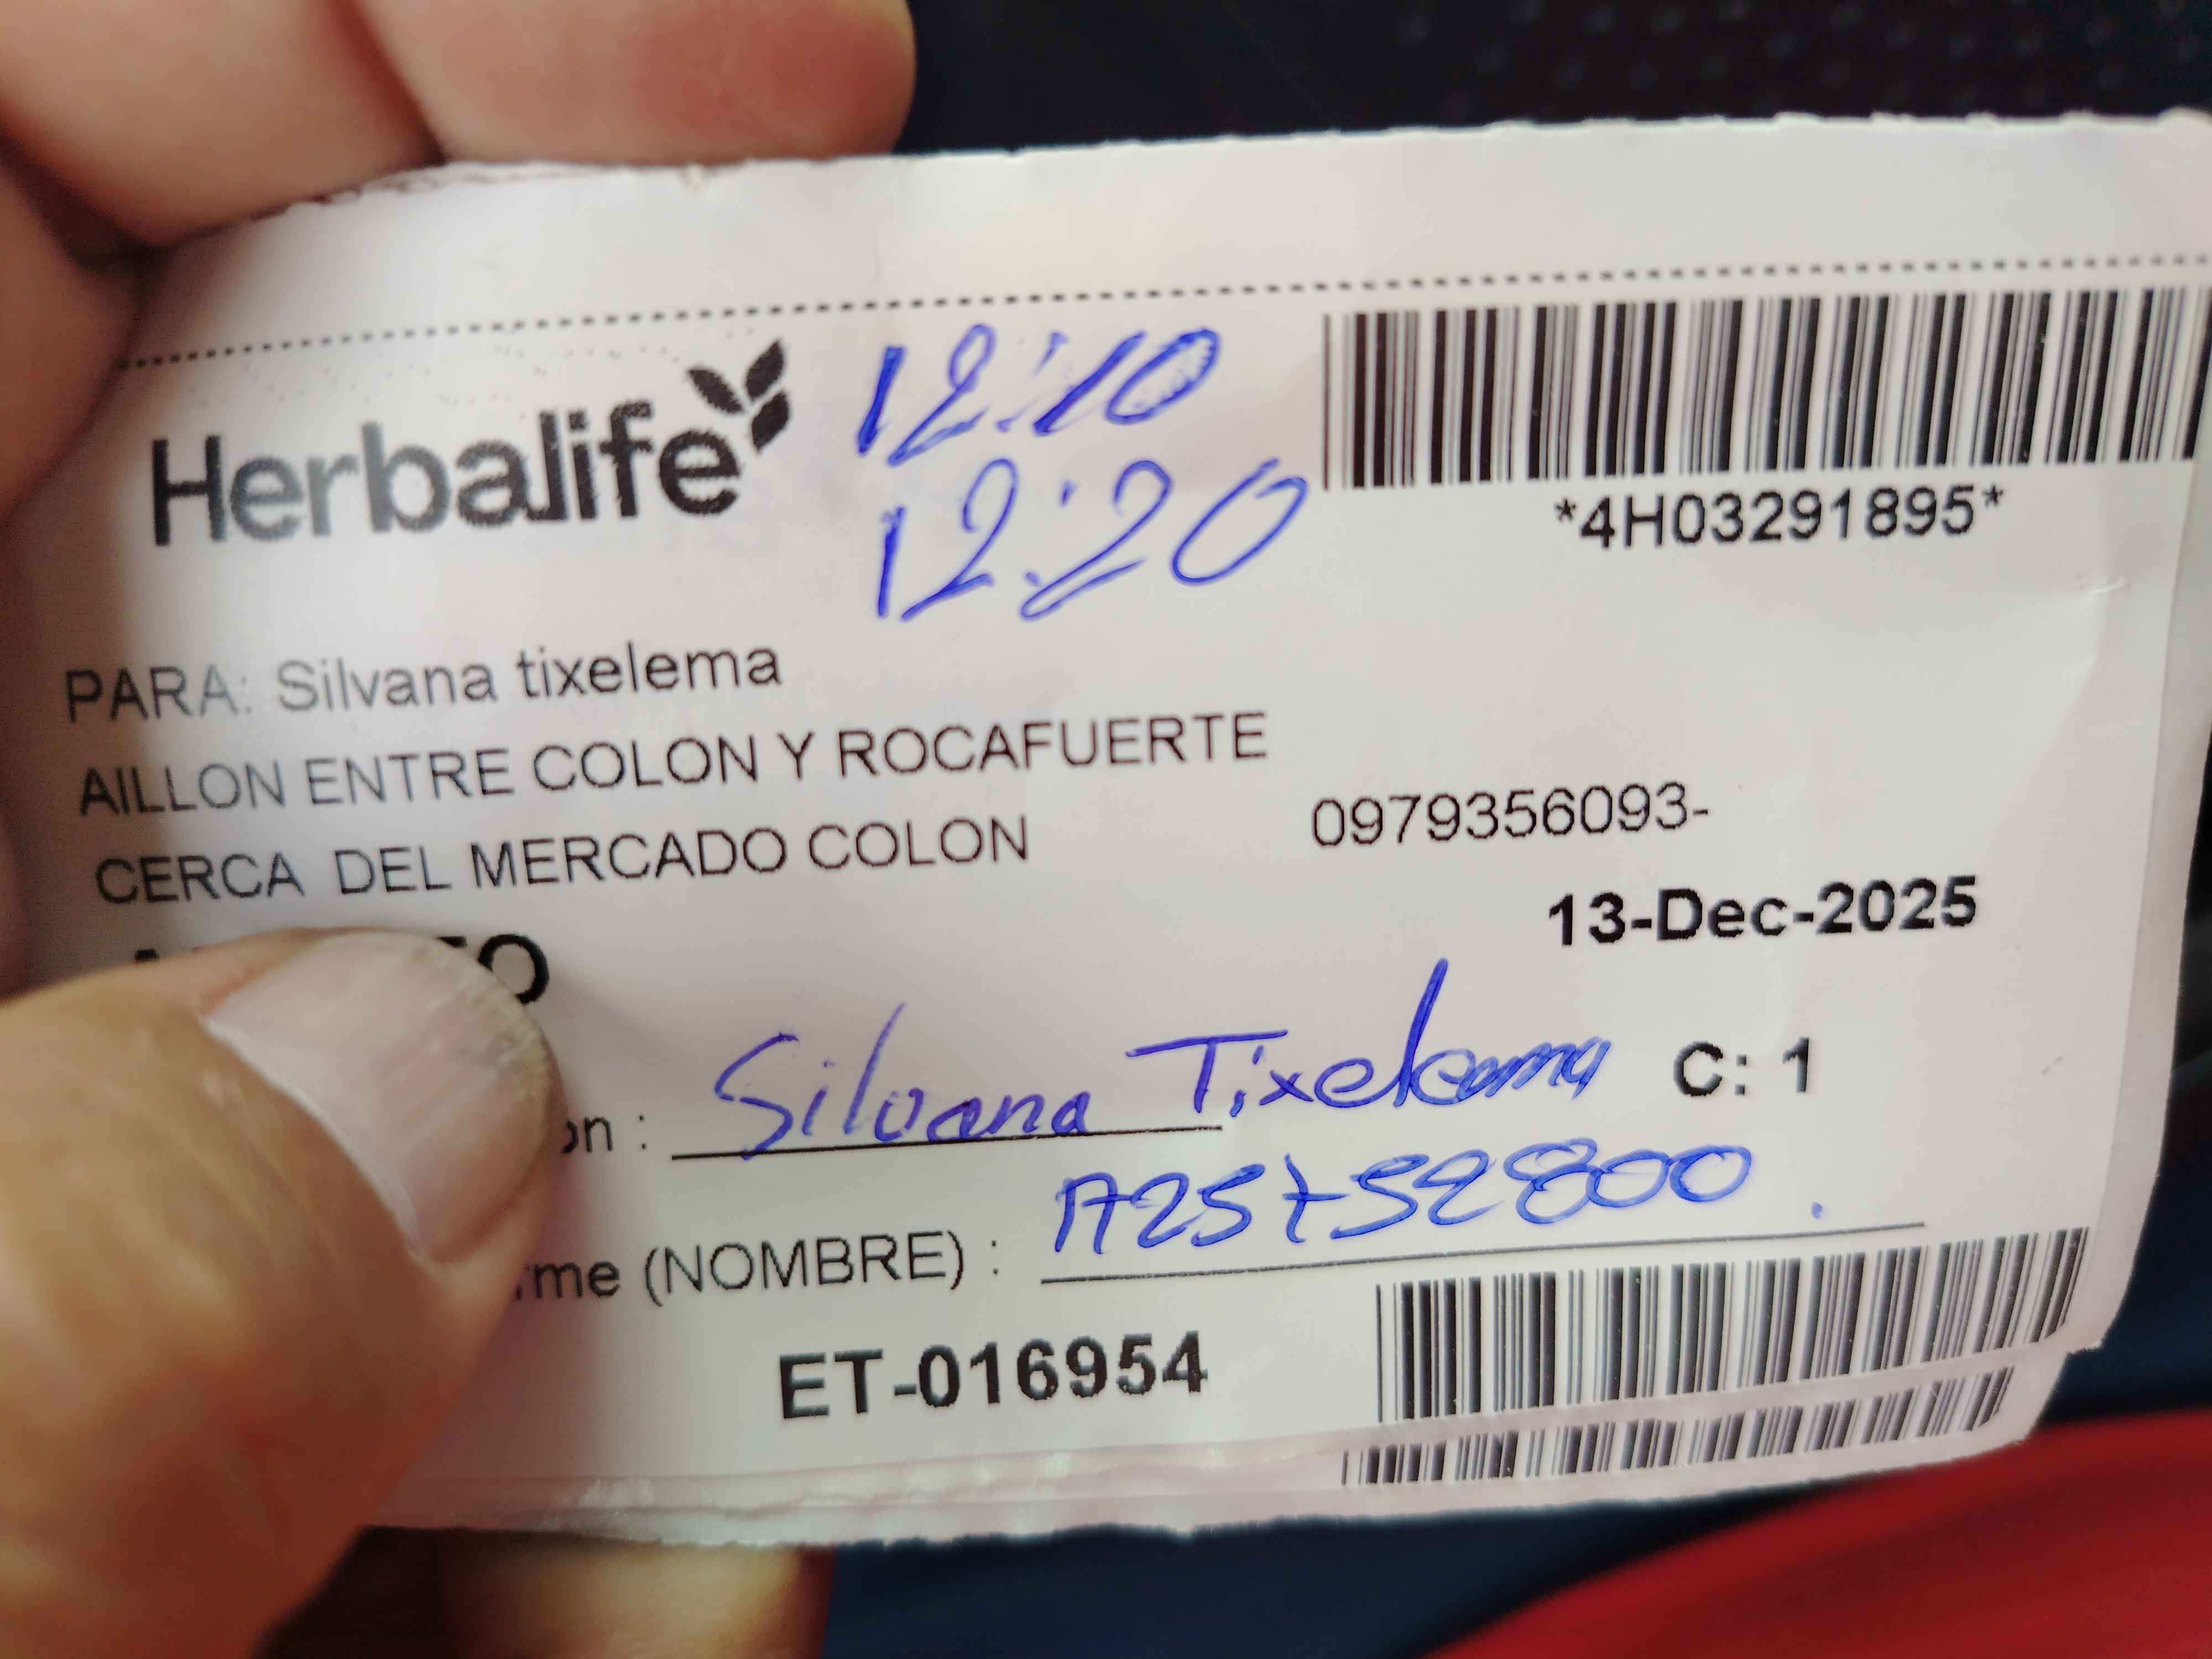 Herbalife
12:10
12:20
*4H03291895*
PARA: Silvana tixelema
AILLON ENTRE COLON Y ROCAFUERTE
CERCA DEL MERCADO COLON
0979356093-
13-Dec-2025
: Silvana Tixelema
C: 1
(NOMBRE) :
ET-016954